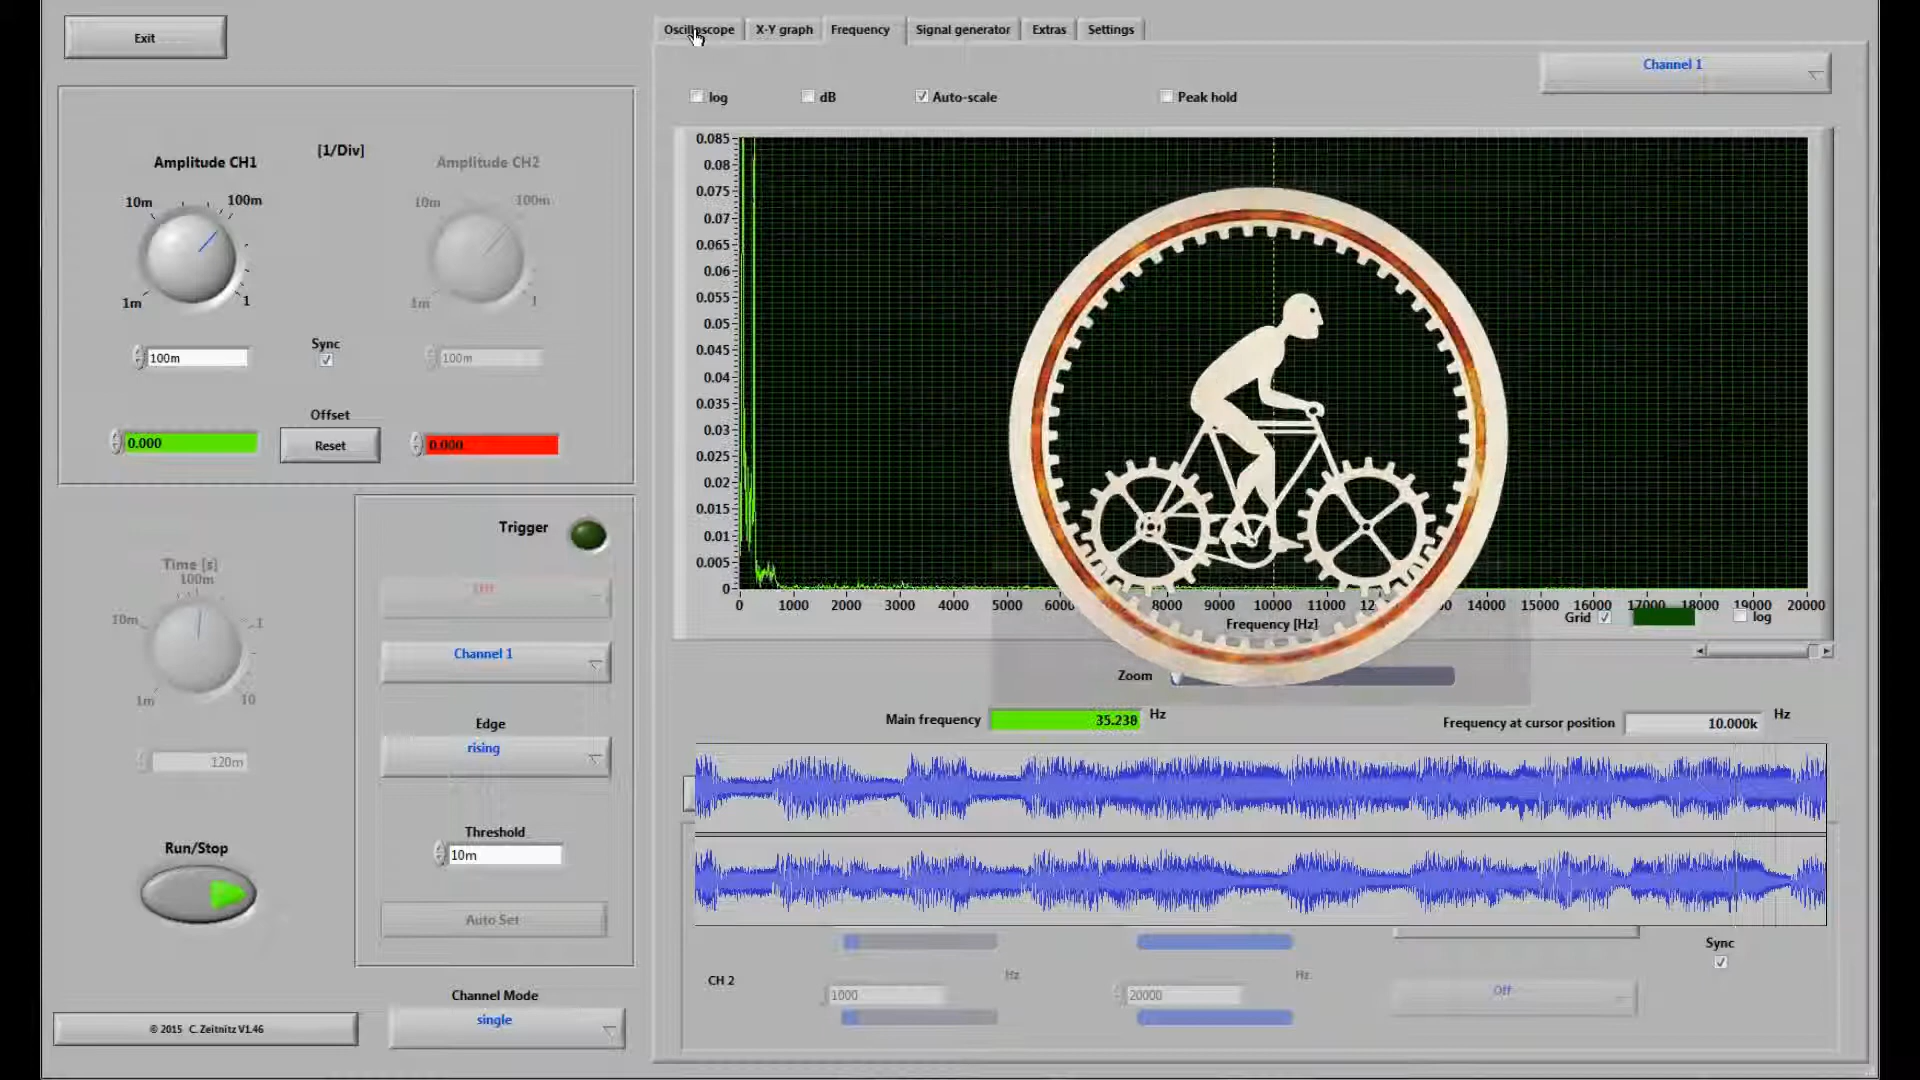 Exit
Oscilloscope
X-Y graph
Frequency
Signal generator
Extras
Settings
Channel 1
log
dB
Auto-scale
Peak hold
Amplitude CH1
[1/Div]
Amplitude CH2
10m
100m
1m
1
10m
100m
1m
1
100m
Sync
100m
Offset
0.000
Reset
0.000
0.085
0.08
0.075
0.07
0.065
0.06
0.055
0.05
0.045
0.04
0.035
0.03
0.025
0.02
0.015
0.01
0.005
0
0 1000 2000 3000 4000 5000 8000 9000 10000 11000 14000 15000 16000 17000 18000 19000 20000
Frequency [Hz]
Grid
log
Zoom
Main frequency
35.238
Hz
Frequency at cursor position
10.000k
Hz
Trigger
Off
Channel 1
Edge
rising
Threshold
10m
Auto Set
Time [s]
100m
10m
1
1m
10
120m
Run/Stop
Channel Mode
single
© 2015 C. Zeitnitz V1.46
CH 2
1000
Hz
20000
Hz
Off
Sync